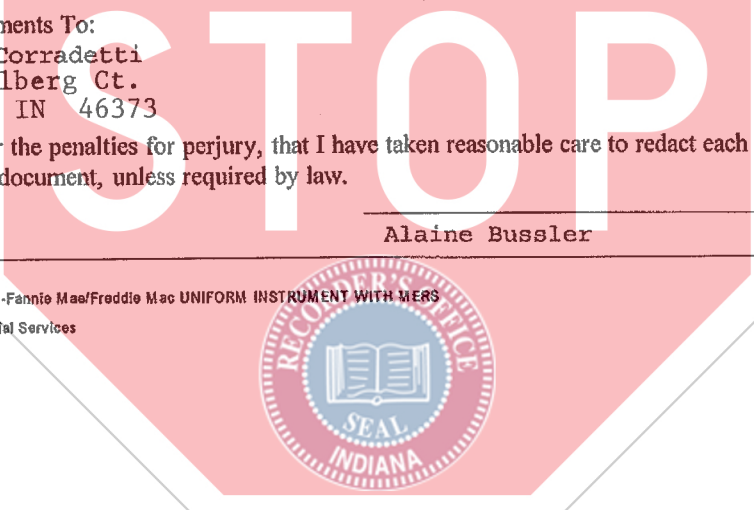 ments To:
Corradetti
lberg Ct.
IN 46373
the penalties for perjury, that I have taken reasonable care to redact each
document, unless required by law.
Alaine Bussler
-Fannie Mae/Freddie Mac UNIFORM INSTRUMENT WITH MERS
ial Services
STOP
RECORDER'S OFFICE
SEAL
INDIANA